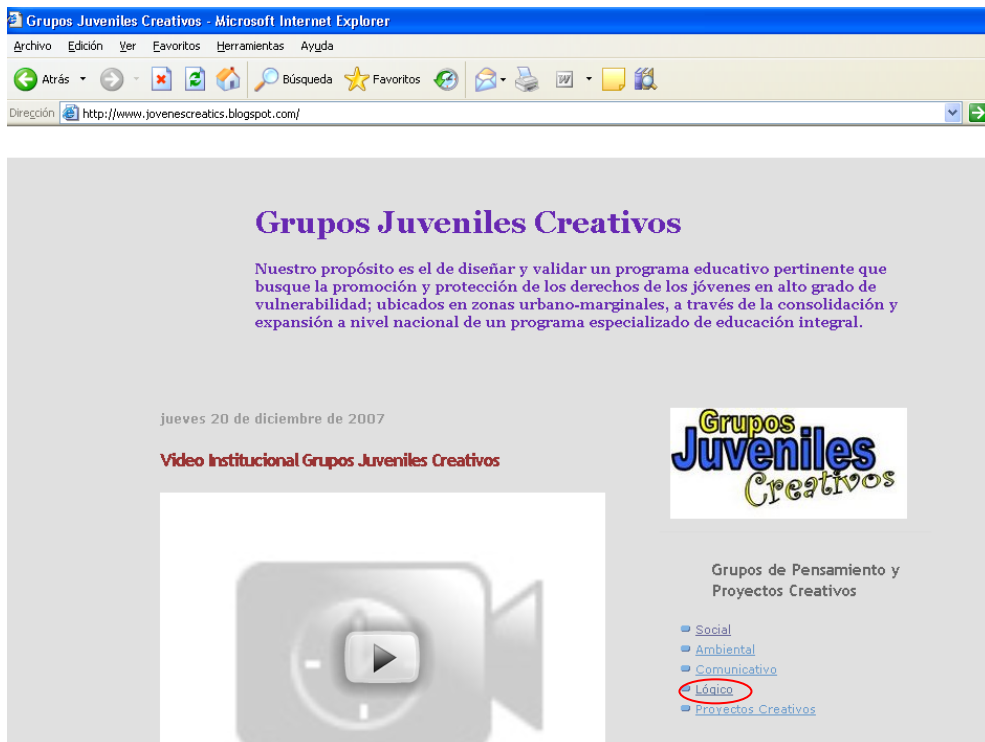 Grupos Juveniles Creativos - Microsoft Internet Explorer
Archivo Edición Ver Favoritos Herramientas Ayuda
Atrás Búsqueda Favoritos
Dirección http://www.jovenescreatics.blogspot.com/
Grupos Juveniles Creativos
Nuestro propósito es el de diseñar y validar un programa educativo pertinente que
busque la promoción y protección de los derechos de los jóvenes en alto grado de
vulnerabilidad; ubicados en zonas urbano-marginales, a través de la consolidación y
expansión a nivel nacional de un programa especializado de educación integral.
jueves 20 de diciembre de 2007
Video Institucional Grupos Juveniles Creativos
Grupos
Juveniles
Creativos
Grupos de Pensamiento y
Proyectos Creativos
Social
Ambiental
Comunicativo
Lógico
Proyectos Creativos